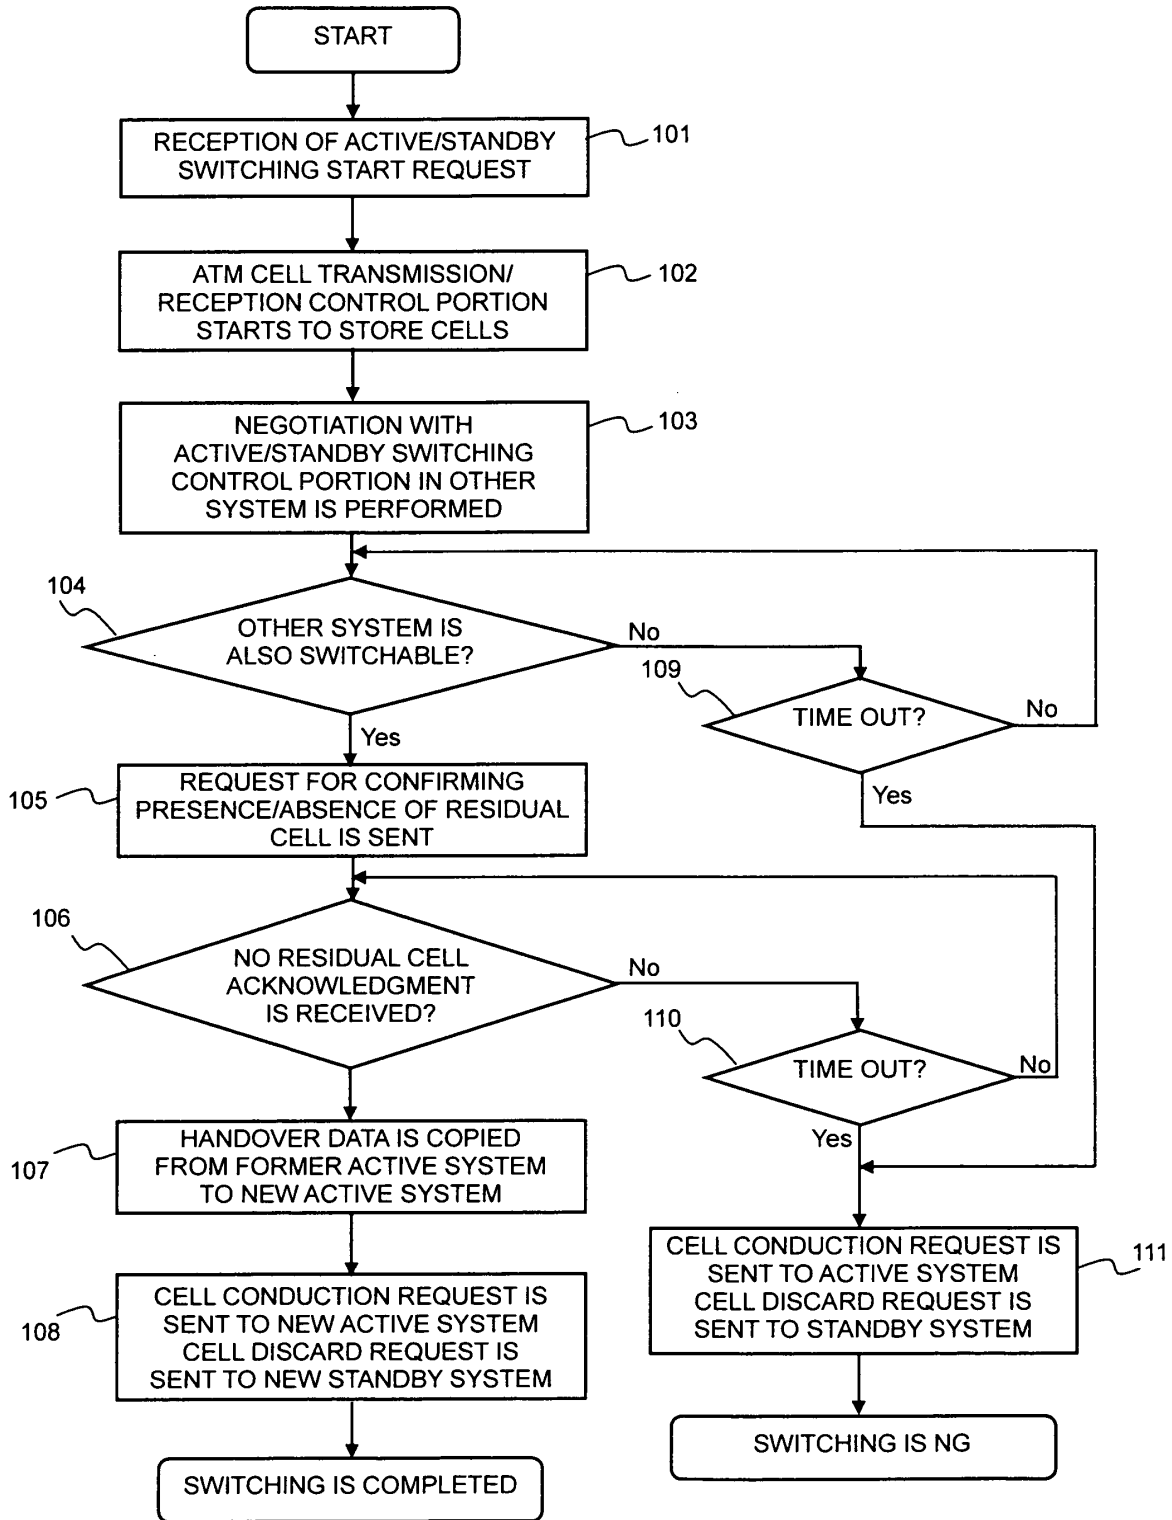 START
RECEPTION OF ACTIVE/STANDBY
SWITCHING START REQUEST
101
ATM CELL TRANSMISSION/
RECEPTION CONTROL PORTION
STARTS TO STORE CELLS
102
NEGOTIATION WITH
ACTIVE/STANDBY SWITCHING
CONTROL PORTION IN OTHER
SYSTEM IS PERFORMED
103
104
OTHER SYSTEM IS
ALSO SWITCHABLE?
No
Yes
109
TIME OUT?
No
Yes
105
REQUEST FOR CONFIRMING
PRESENCE/ABSENCE OF RESIDUAL
CELL IS SENT
106
NO RESIDUAL CELL
ACKNOWLEDGMENT
IS RECEIVED?
No
110
TIME OUT?
No
Yes
107
HANDOVER DATA IS COPIED
FROM FORMER ACTIVE SYSTEM
TO NEW ACTIVE SYSTEM
108
CELL CONDUCTION REQUEST IS
SENT TO NEW ACTIVE SYSTEM
CELL DISCARD REQUEST IS
SENT TO NEW STANDBY SYSTEM
CELL CONDUCTION REQUEST IS
SENT TO ACTIVE SYSTEM
CELL DISCARD REQUEST IS
SENT TO STANDBY SYSTEM
111
SWITCHING IS NG
SWITCHING IS COMPLETED